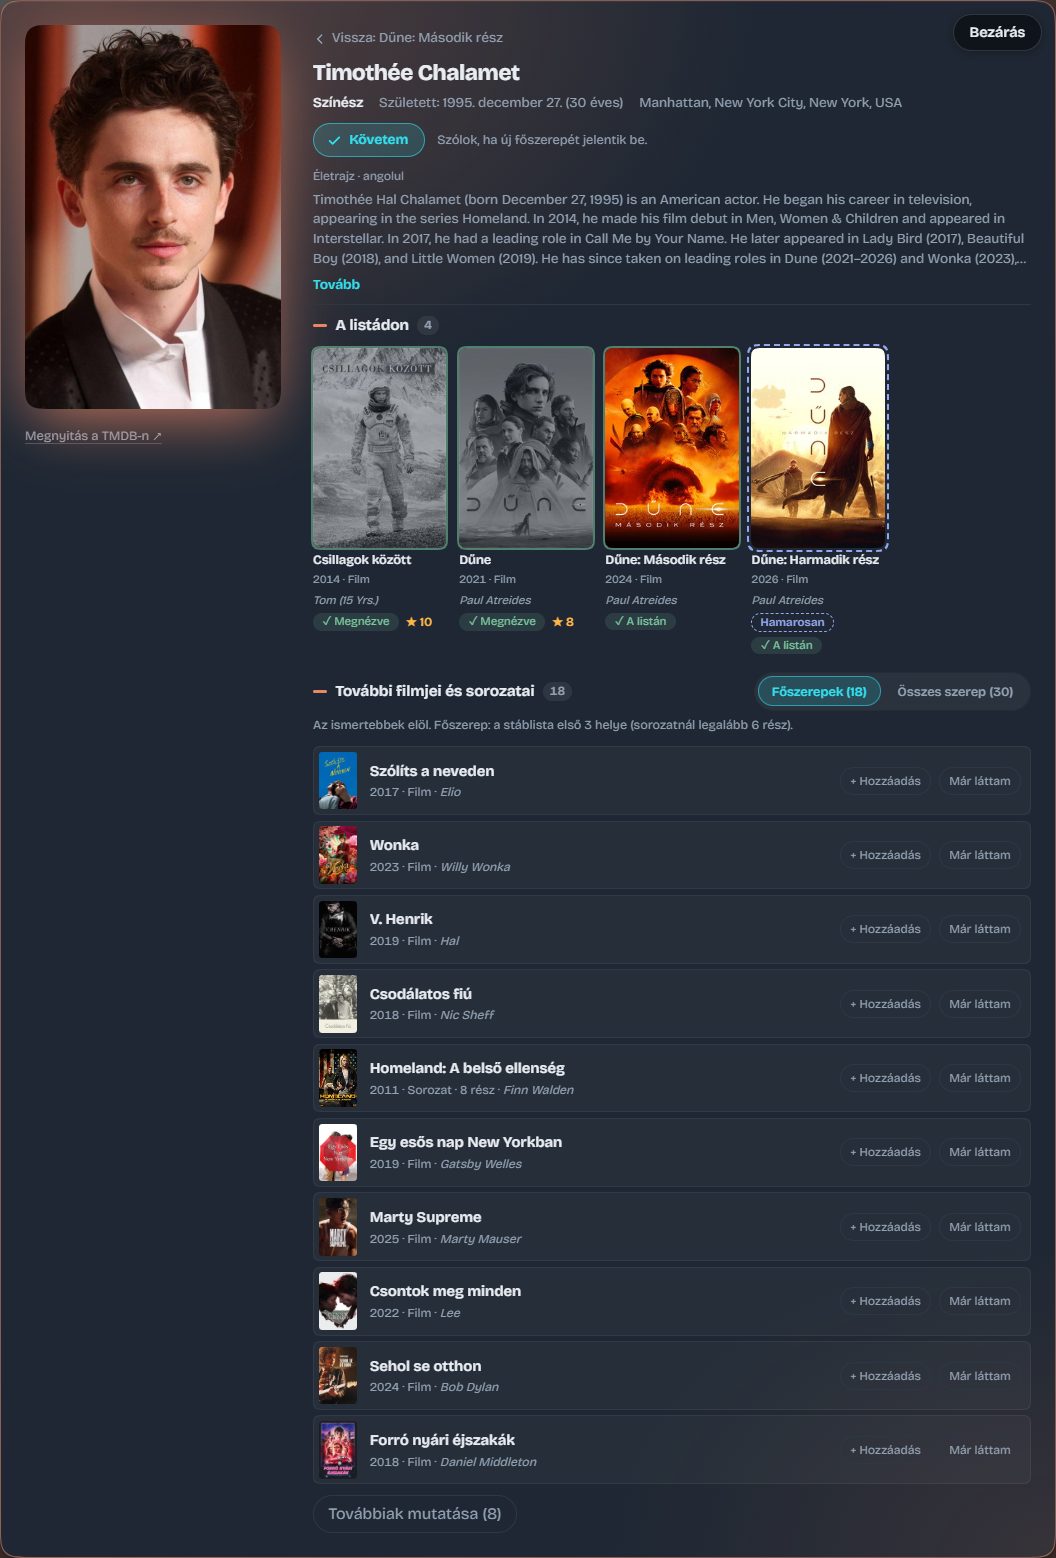 Bezárás
Vissza: Dűne: Második rész
Timothée Chalamet
Színész Született: 1995. december 27. (30 éves) Manhattan, New York City, New York, USA
Követem Szólok, ha új főszerepét jelentik be.
Életrajz · angolul
Timothée Hal Chalamet (born December 27, 1995) is an American actor. He began his career in television,
appearing in the series Homeland. In 2014, he made his film debut in Men, Women & Children and appeared in
Interstellar. In 2017, he had a leading role in Call Me by Your Name. He later appeared in Lady Bird (2017), Beautiful
Boy (2018), and Little Women (2019). He has since taken on leading roles in Dune (2021–2026) and Wonka (2023),...
Tovább
Megnyitás a TMDB-n ↗
A listádon 4
CSILLAGOK KÖZÖTT
DŰNE
DŰNE
MÁSODIK RÉSZ
DŰNE
HARMADIK RÉSZ
Csillagok között
2014 · Film
Tom (15 Yrs.)
✓ Megnézve ★ 10
Dűne
2021 · Film
Paul Atreides
✓ Megnézve ★ 8
Dűne: Második rész
2024 · Film
Paul Atreides
✓ A listán
Dűne: Harmadik rész
2026 · Film
Paul Atreides
Hamarosan
✓ A listán
További filmjei és sorozatai 18
Főszerepek (18) Összes szerep (30)
Az ismertebbek elöl. Főszerep: a stáblista első 3 helye (sorozatnál legalább 6 rész).
Szólíts a neveden
2017 · Film · Elio
+ Hozzáadás Már láttam
Wonka
2023 · Film · Willy Wonka
+ Hozzáadás Már láttam
V. HENRIK
V. Henrik
2019 · Film · Hal
+ Hozzáadás Már láttam
Csodálatos fiú
Csodálatos fiú
2018 · Film · Nic Sheff
+ Hozzáadás Már láttam
HOMELAND
Homeland: A belső ellenség
2011 · Sorozat · 8 rész · Finn Walden
+ Hozzáadás Már láttam
Egy esős nap New Yorkban
2019 · Film · Gatsby Welles
+ Hozzáadás Már láttam
MARTY
SUPREME
Marty Supreme
2025 · Film · Marty Mauser
+ Hozzáadás Már láttam
Csontok meg minden
2022 · Film · Lee
+ Hozzáadás Már láttam
Sehol se otthon
2024 · Film · Bob Dylan
+ Hozzáadás Már láttam
FORRÓ NYÁRI
ÉJSZAKÁK
Forró nyári éjszakák
2018 · Film · Daniel Middleton
+ Hozzáadás Már láttam
Továbbiak mutatása (8)